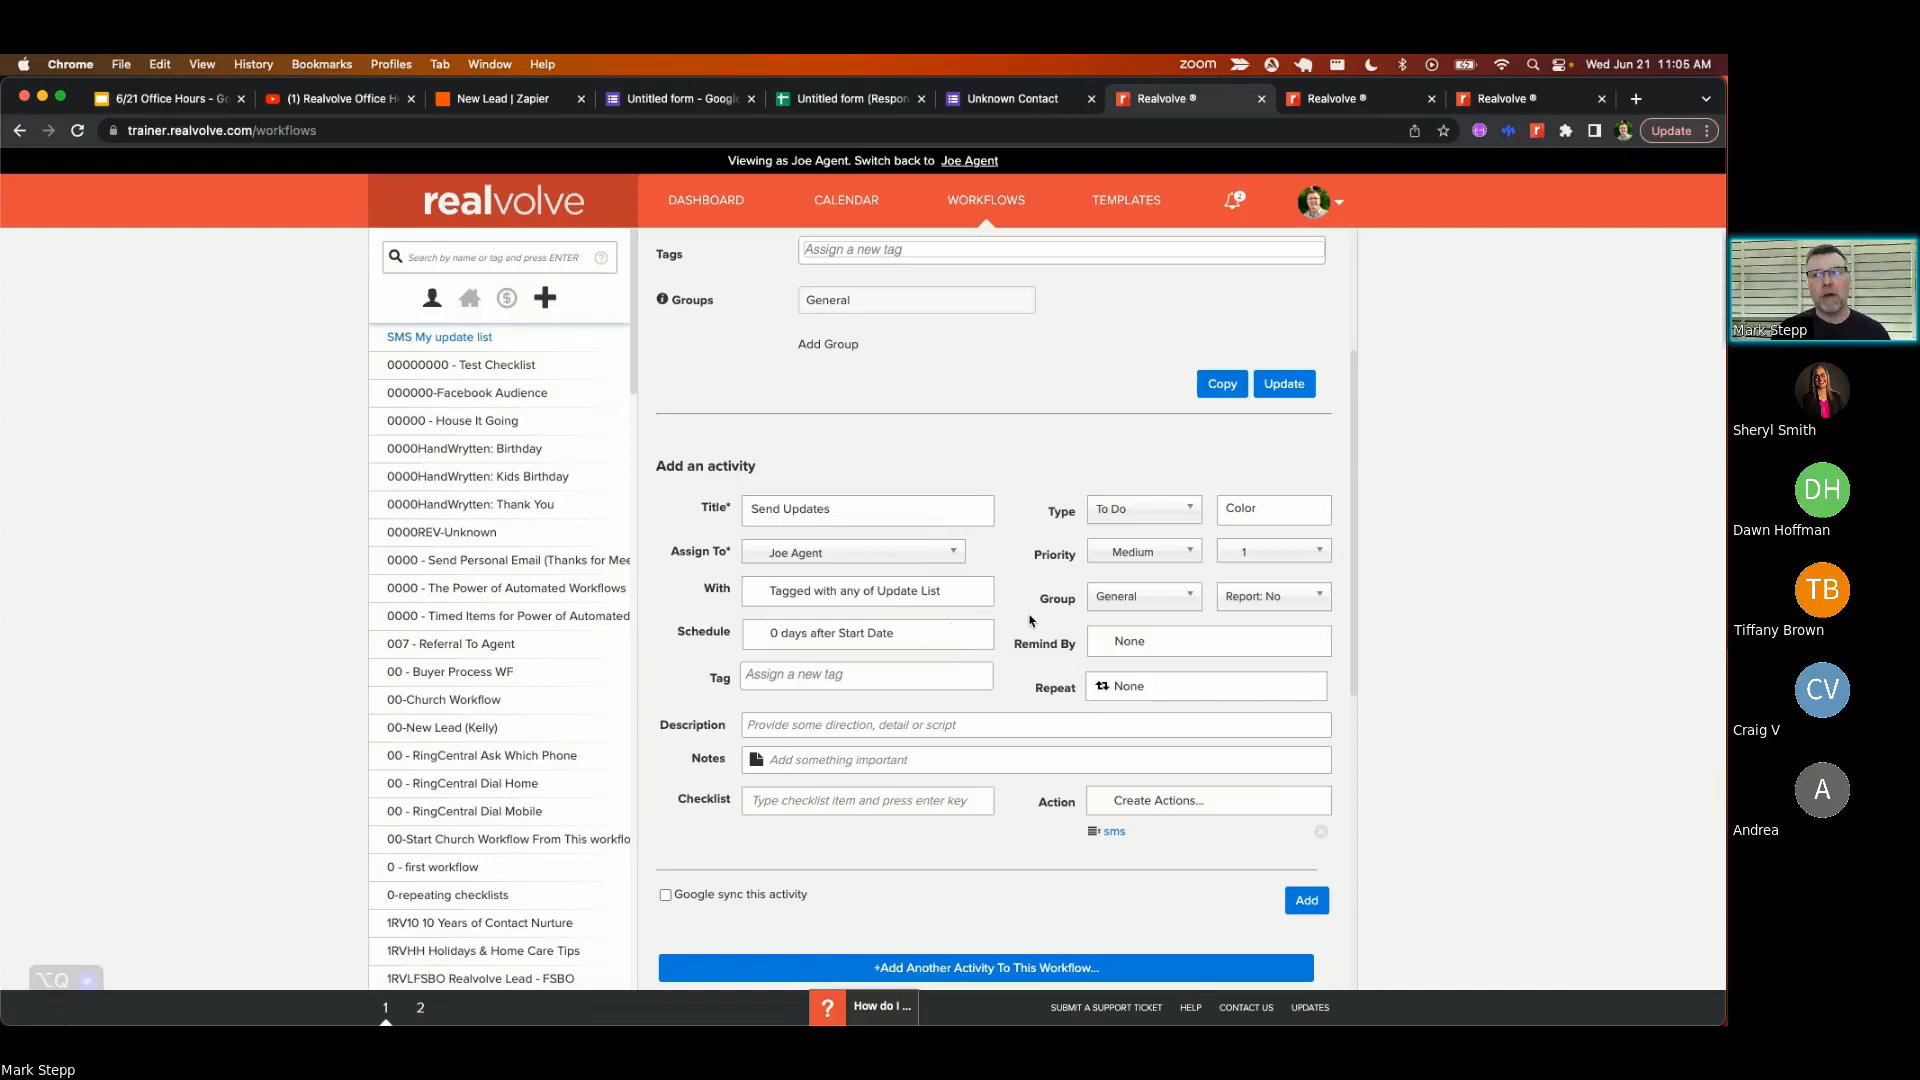 Chrome File Edit View History Bookmarks Profiles Tab Window Help
zoom
Wed Jun 21 11:05 AM
6/21 Office Hours - Gc
(1) Realvolve Office H
New Lead | Zapier
Untitled form - Google
Untitled form (Respon
Unknown Contact
Realvolve ®
Realvolve ®
Realvolve ®
trainer.realvolve.com/workflows
Update
Viewing as Joe Agent. Switch back to Joe Agent
realvolve
DASHBOARD
CALENDAR
WORKFLOWS
TEMPLATES
2
Search by name or tag and press ENTER
SMS My update list
00000000 - Test Checklist
000000-Facebook Audience
00000 - House It Going
0000HandWrytten: Birthday
0000HandWrytten: Kids Birthday
0000HandWrytten: Thank You
0000REV-Unknown
0000 - Send Personal Email (Thanks for Mee
0000 - The Power of Automated Workflows
0000 - Timed Items for Power of Automated
007 - Referral To Agent
00 - Buyer Process WF
00-Church Workflow
00-New Lead (Kelly)
00 - RingCentral Ask Which Phone
00 - RingCentral Dial Home
00 - RingCentral Dial Mobile
00-Start Church Workflow From This workflo
0 - first workflow
0-repeating checklists
1RV10 10 Years of Contact Nurture
1RVHH Holidays & Home Care Tips
1RVLFSBO Realvolve Lead - FSBO
Tags
Assign a new tag
Groups
General
Add Group
Copy
Update
Add an activity
Title*
Send Updates
Type
To Do
Color
Assign To*
Joe Agent
Priority
Medium
1
With
Tagged with any of Update List
Group
General
Report: No
Schedule
0 days after Start Date
Remind By
None
Tag
Assign a new tag
Repeat
None
Description
Provide some direction, detail or script
Notes
Add something important
Checklist
Type checklist item and press enter key
Action
Create Actions...
sms
Google sync this activity
Add
+Add Another Activity To This Workflow...
⌥Q
1
2
?
How do I ...
SUBMIT A SUPPORT TICKET
HELP
CONTACT US
UPDATES
Mark Stepp
Sheryl Smith
DH
Dawn Hoffman
TB
Tiffany Brown
CV
Craig V
A
Andrea
Mark Stepp